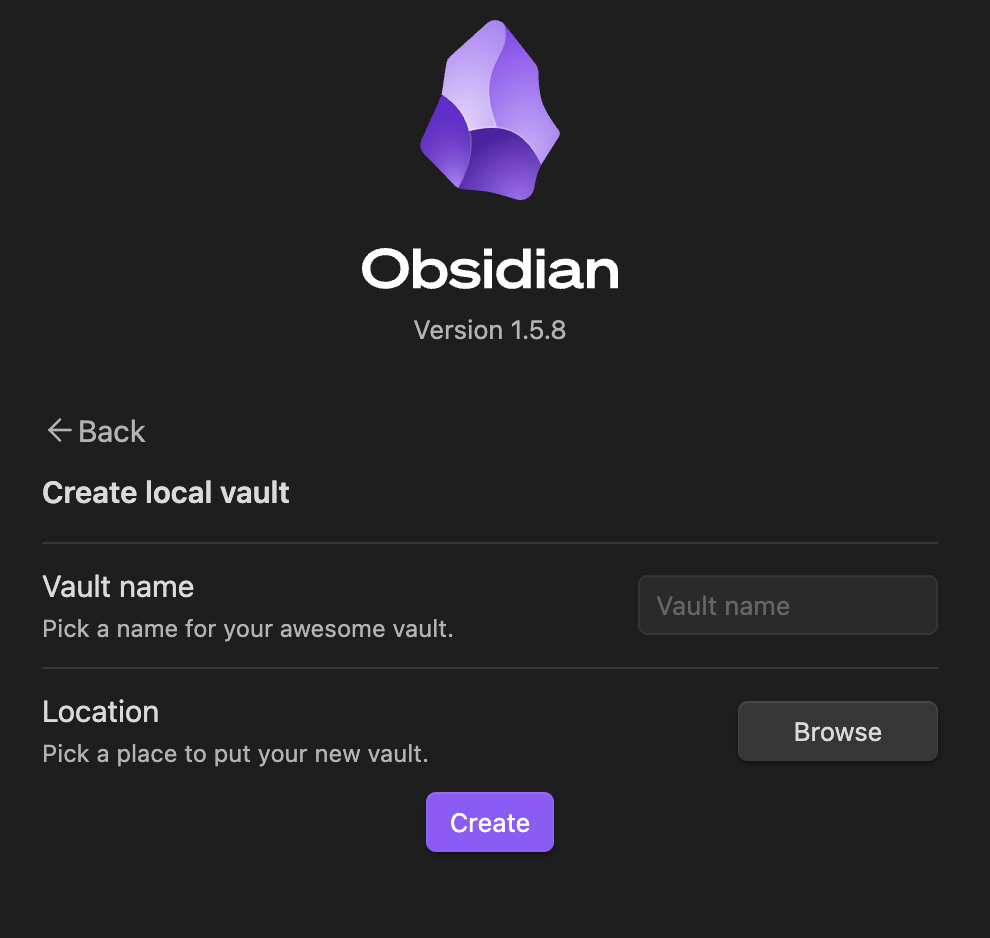 Obsidian
Version 1.5.8
Back
Create local vault
Vault name
Vault name
Pick a name for your awesome vault.
Location
Pick a place to put your new vault.
Browse
Create